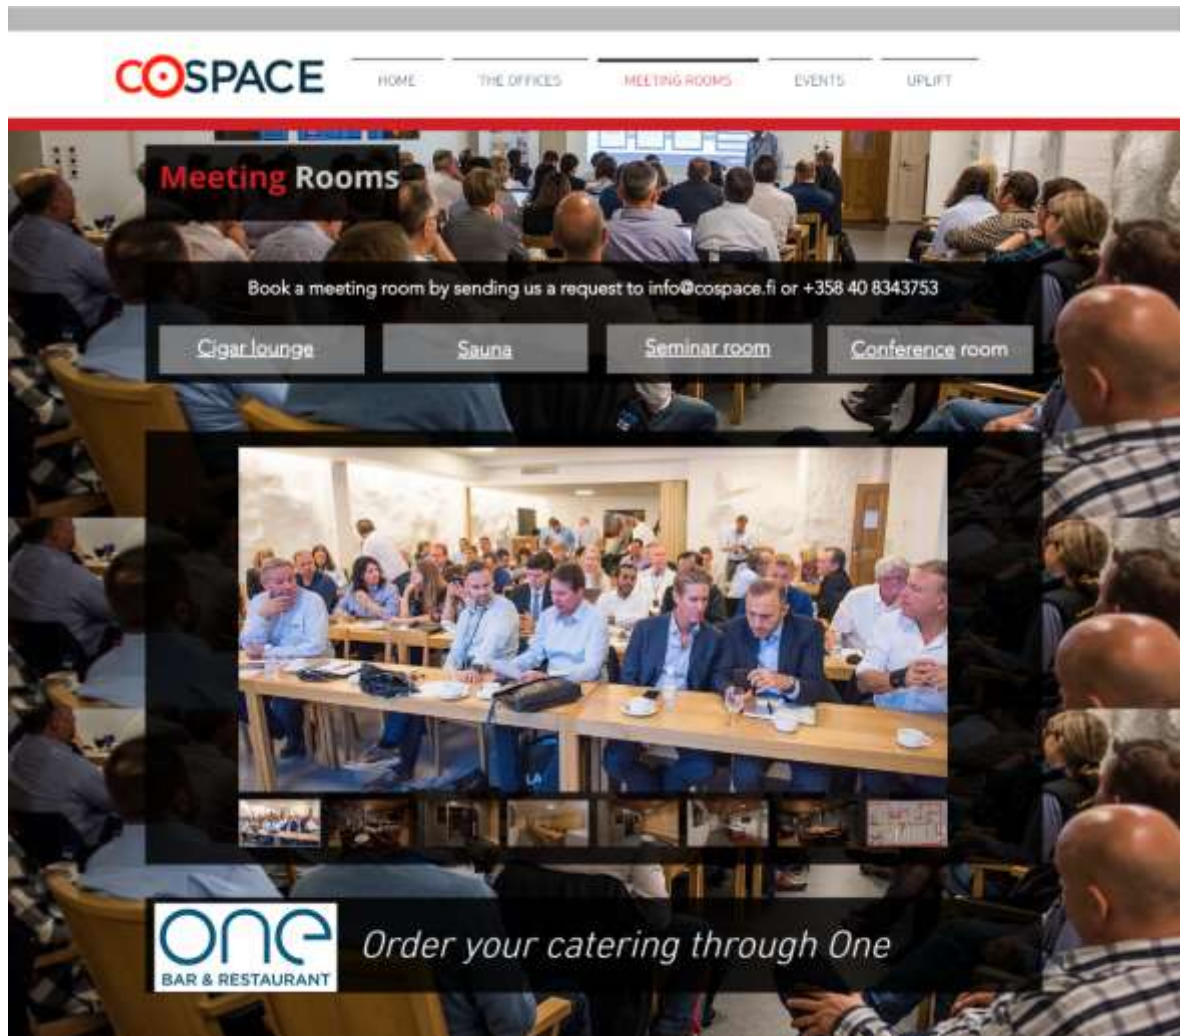 COSPACE
HOME THE OFFICES MEETING ROOMS EVENTS UPLIFT
Meeting Rooms
Book a meeting room by sending us a request to info@cospace.fi or +358 40 8343753
Cigar lounge Sauna Seminar room Conference room
LA
one
BAR & RESTAURANT
Order your catering through One